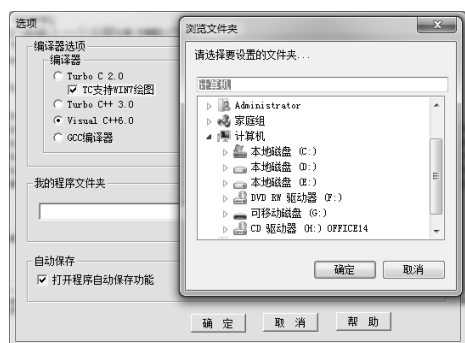 选项
编译器选项
编译器
Turbo C 2.0
TC支持WIN7绘图
Turbo C++ 3.0
Visual C++6.0
GCC编译器
我的程序文件夹
自动保存
打开程序自动保存功能
确 定
取 消
帮 助
浏览文件夹
请选择要设置的文件夹...
计算机
Administrator
家庭组
计算机
本地磁盘 (C:)
本地磁盘 (D:)
本地磁盘 (E:)
DVD RW 驱动器 (F:)
可移动磁盘 (G:)
CD 驱动器 (H:) OFFICE14
确定
取消